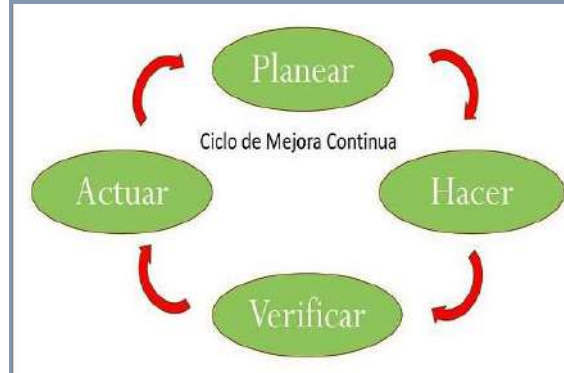 Planear
Ciclo de Mejora Continua
Actuar
Hacer
Verificar